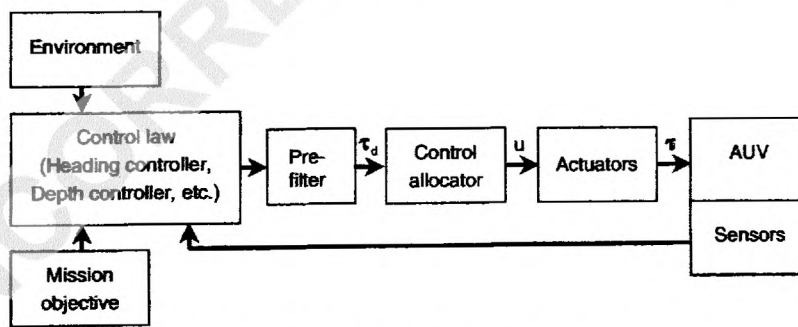 Environment
Control law
(Heading controller,
Depth controller, etc.)
Pre-
filter
τd
Control
allocator
u
Actuators
τ
AUV
Sensors
Mission
objective